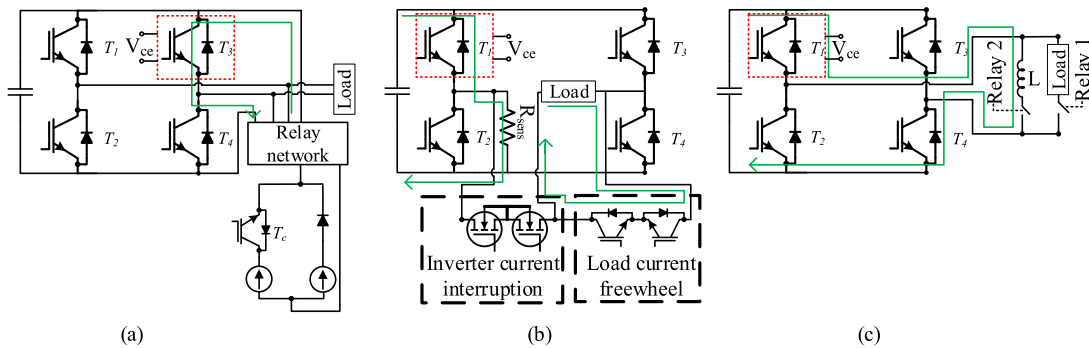 T1
Vce
T3
Load
T2
T4
Relay
network
Tc
(a)
T1
Vce
T3
Load
Rsens
T2
T4
Inverter current
interruption
Load current
freewheel
(b)
T1
Vce
T3
Relay 2
L
Load
Relay 1
T2
T4
(c)